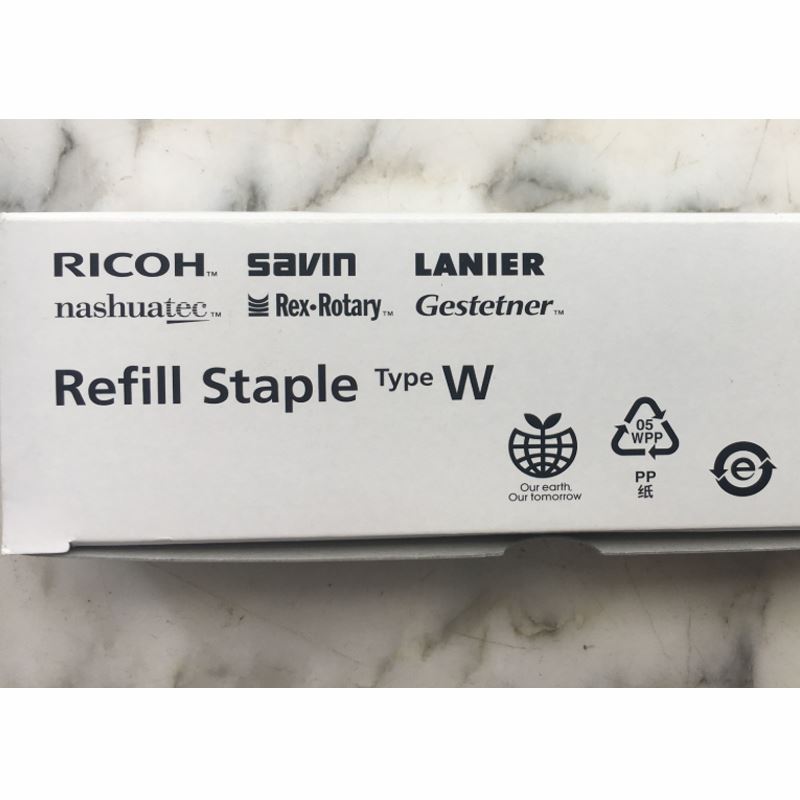 RICOH™ savin LANIER
nashuatec™ Rex·Rotary™ Gestetner™
Refill Staple Type W
Our earth,
Our tomorrow
05
WPP
PP
纸
e